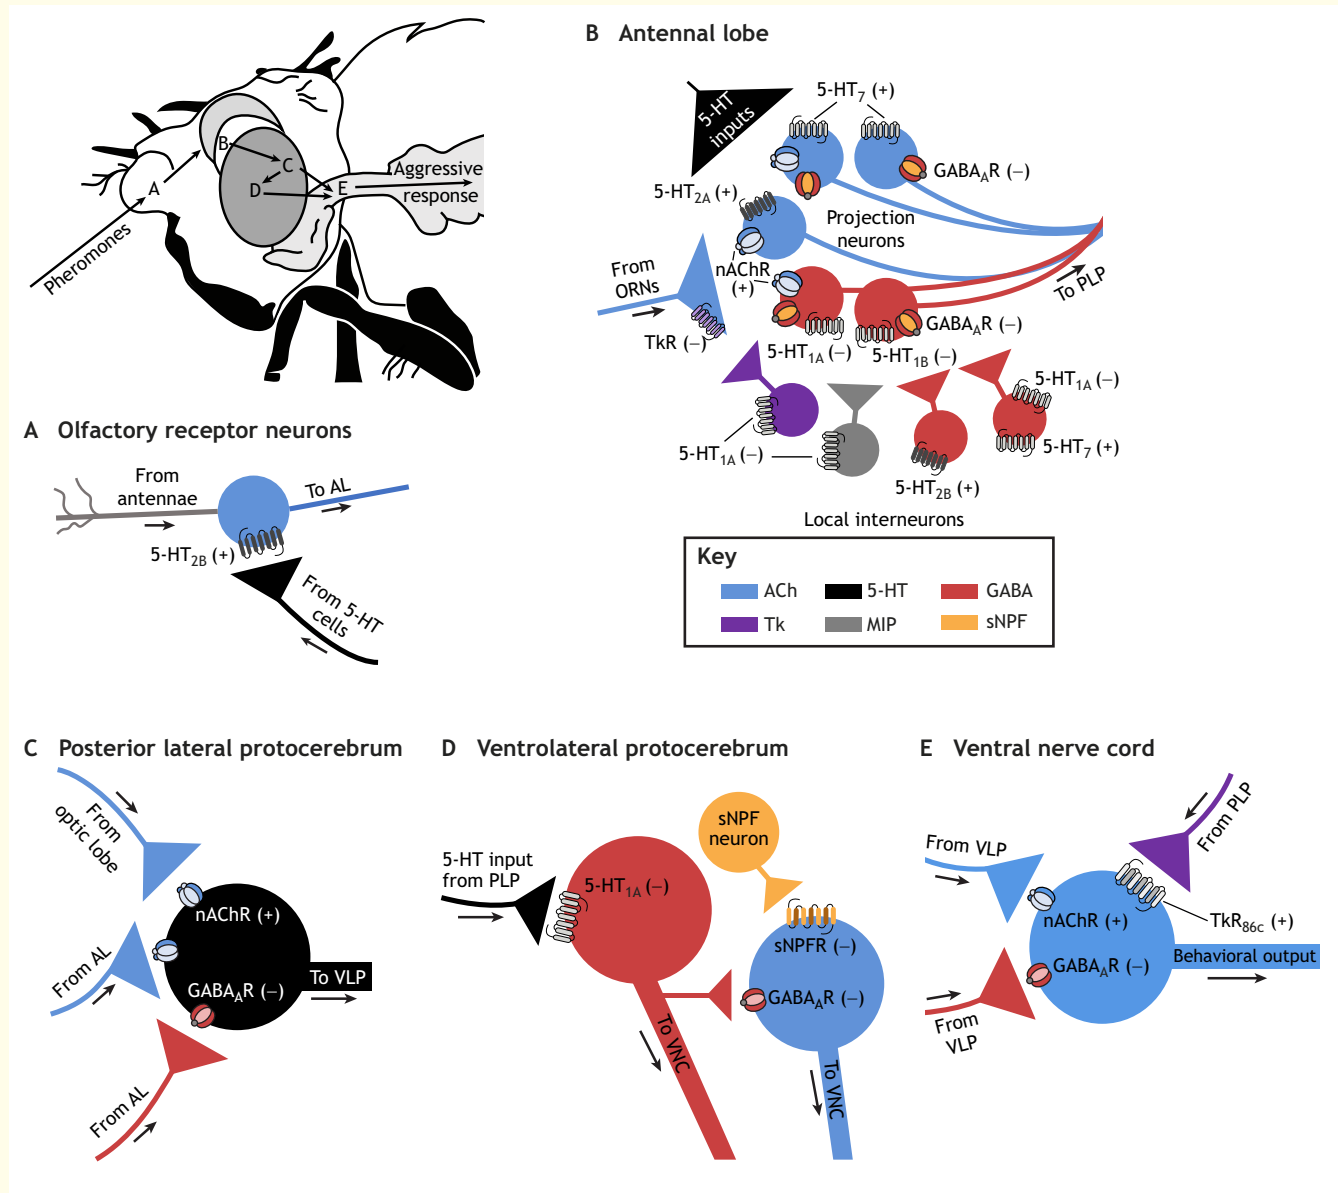 B
C
D
A
E
Aggressive
response
Pheromones
A Olfactory receptor neurons
From
antennae
To AL
5-HT2B (+)
From 5-HT
cells
B Antennal lobe
5-HT
inputs
5-HT7 (+)
GABAAR (−)
5-HT2A (+)
Projection
neurons
From
ORNs
nAChR
(+)
To PLP
TkR (−)
GABAAR (−)
5-HT1A (−)
5-HT1B (−)
5-HT1A (−)
5-HT1A (−)
5-HT7 (+)
5-HT2B (+)
Local interneurons
Key
ACh
5-HT
GABA
Tk
MIP
sNPF
C Posterior lateral protocerebrum
From
optic lobe
nAChR (+)
From AL
GABAAR (−)
To VLP
From AL
D Ventrolateral protocerebrum
5-HT input
from PLP
5-HT1A (−)
sNPF
neuron
sNPFR (−)
GABAAR (−)
To VNC
To VNC
E Ventral nerve cord
From VLP
From PLP
nAChR (+)
TkR86c (+)
GABAAR (−)
Behavioral output
From
VLP